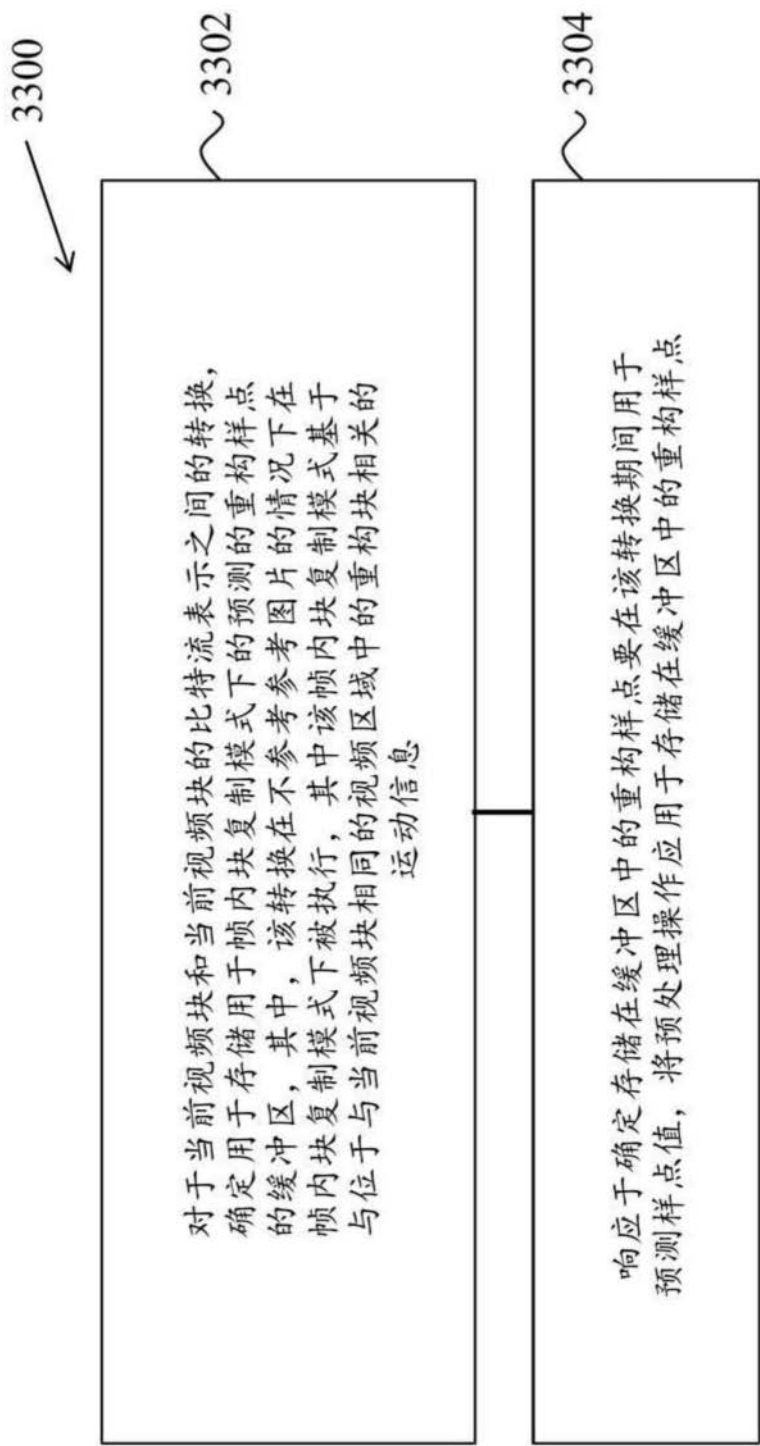 3300
3302
对于当前视频块和当前视频块的比特流表示之间的转换，
确定用于存储用于帧内块复制模式下的预测的重构样点
的缓冲区，其中，该转换在不参考参考图片的情况下在
帧内块复制模式下被执行，其中该帧内块复制模式基于
与位于与当前视频块相同的视频区域中的重构块相关的
运动信息
3304
响应于确定存储在缓冲区中的重构样点要在该转换期间用于
预测样点值，将预处理操作应用于存储在缓冲区中的重构样点